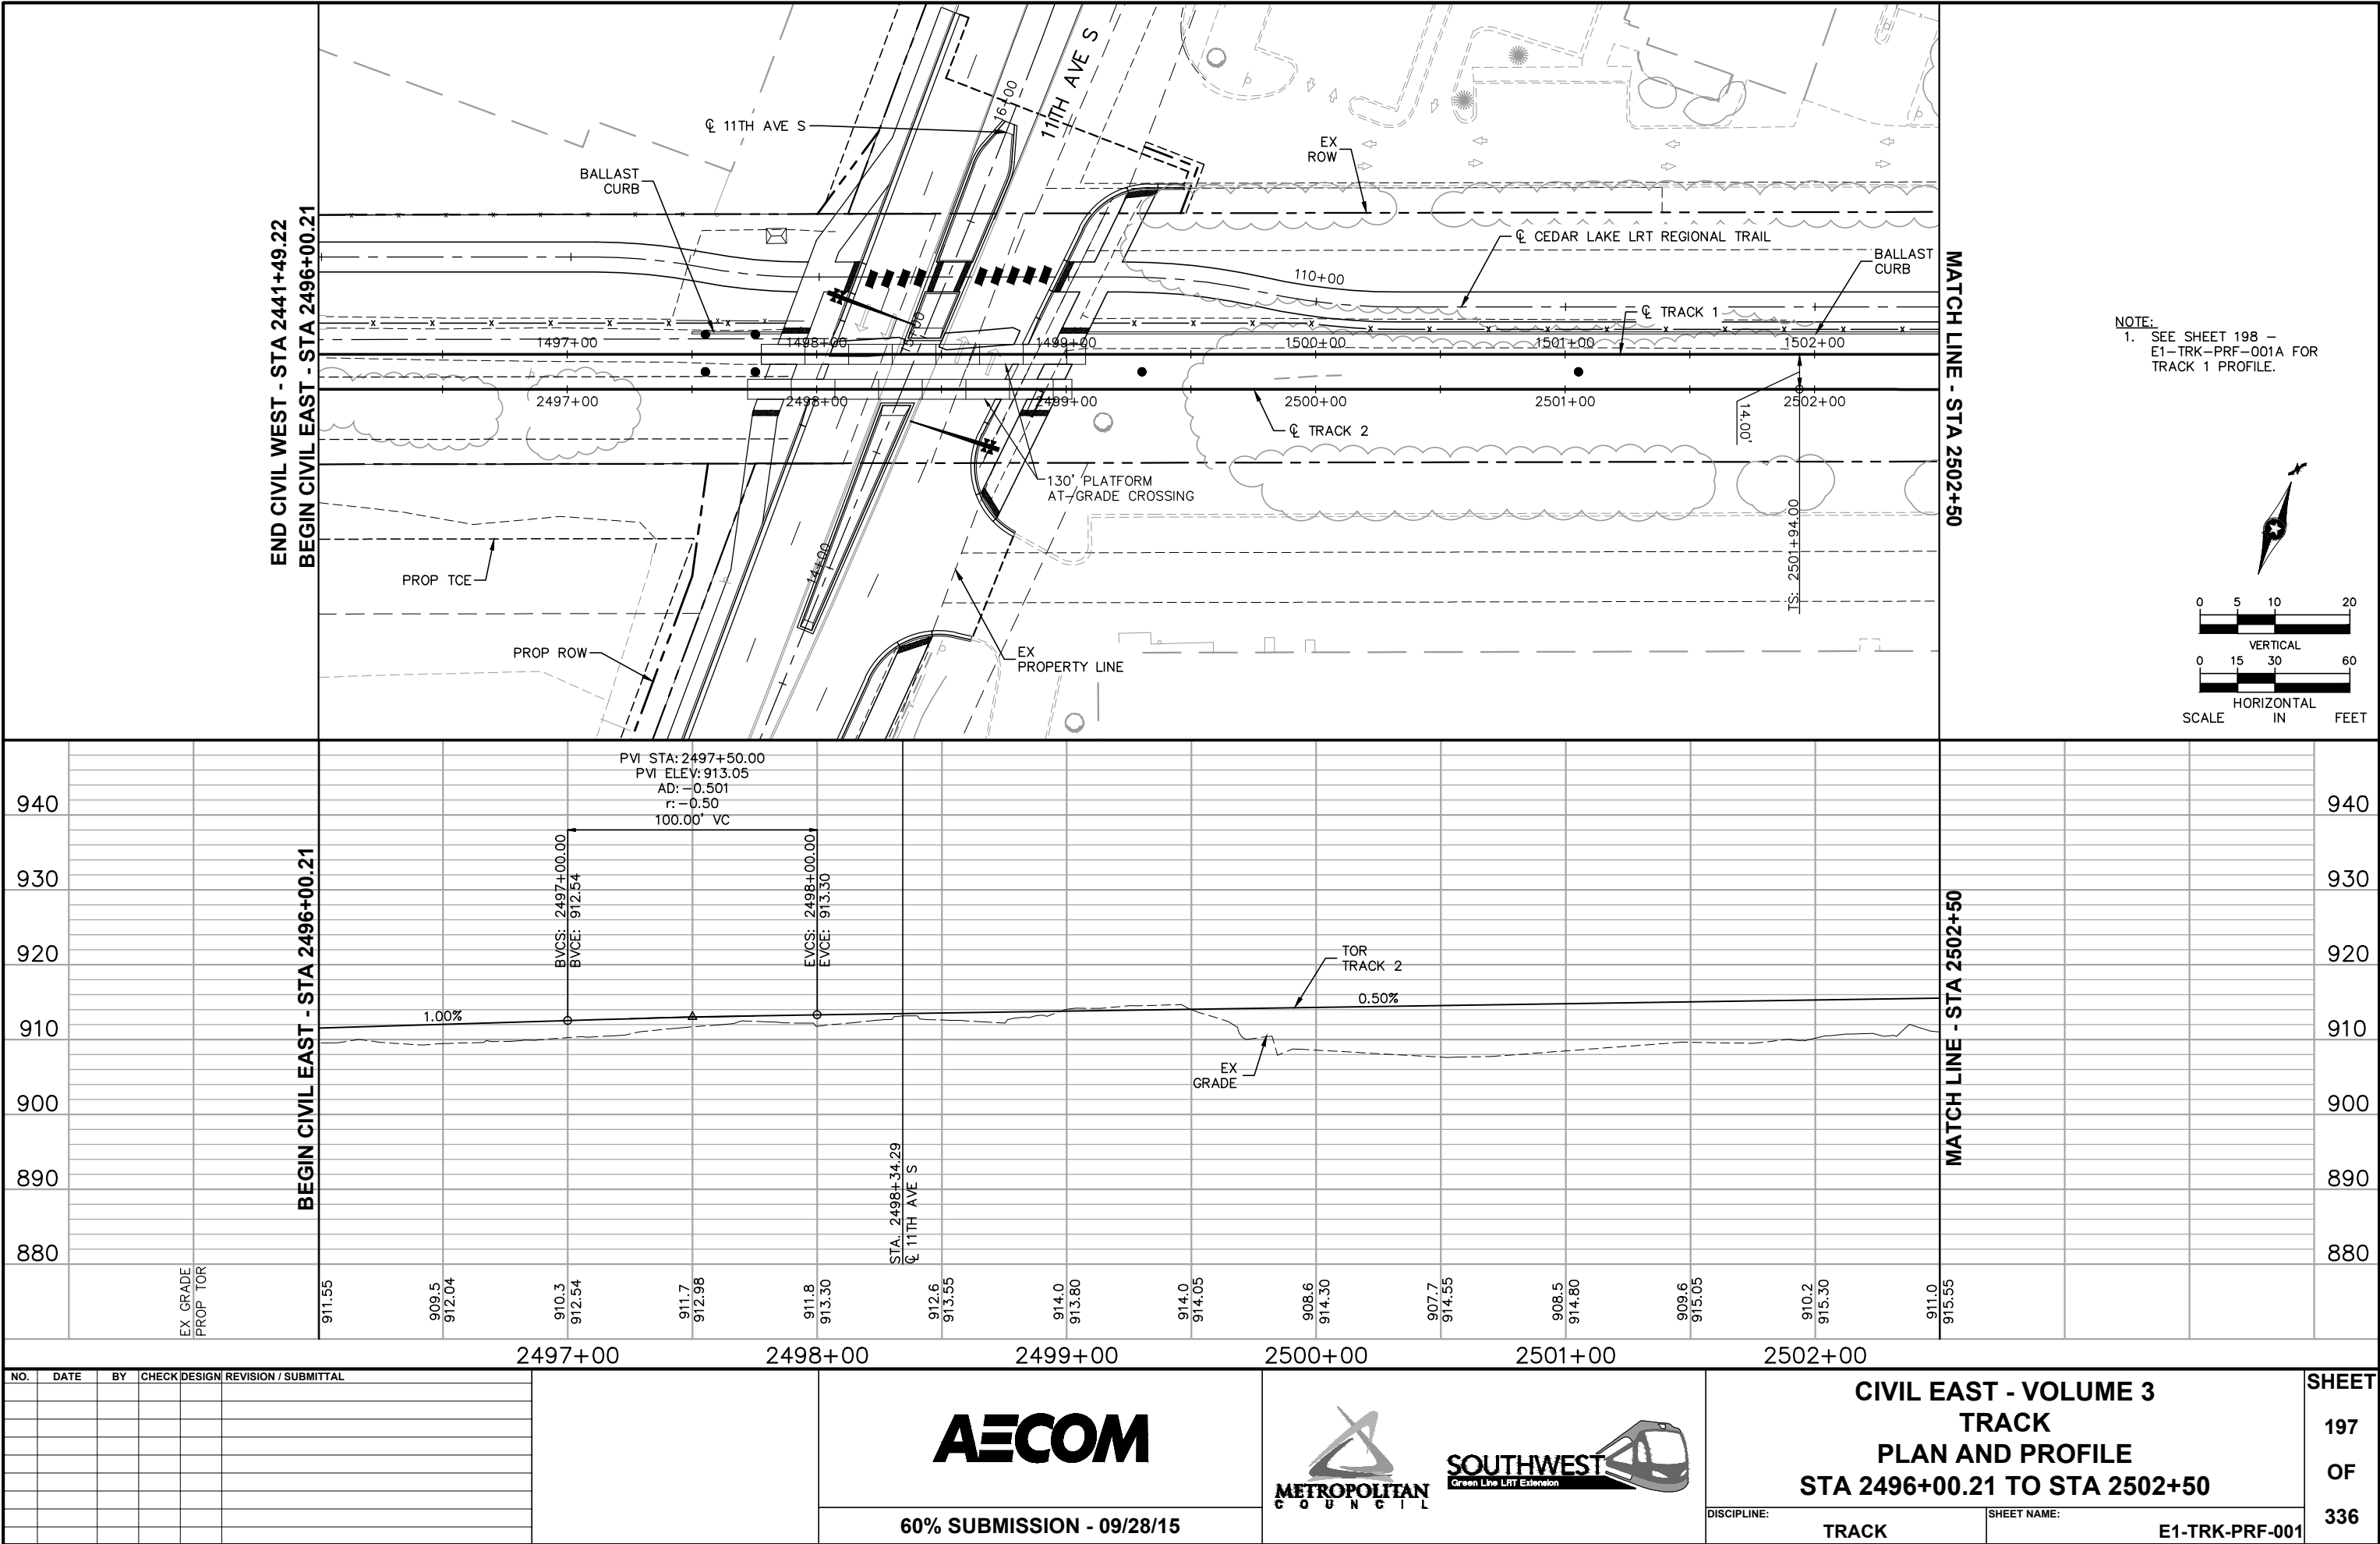 11TH AVE S
16+00
℄ 11TH AVE S
BALLAST
CURB
EX
ROW
℄ CEDAR LAKE LRT REGIONAL TRAIL
BALLAST
CURB
110+00
℄ TRACK 1
15+00
1497+00
1498+00
1499+00
1500+00
1501+00
1502+00
2497+00
2498+00
2499+00
2500+00
2501+00
2502+00
14.00'
℄ TRACK 2
130' PLATFORM
AT-GRADE CROSSING
14+00
TS: 2501+94.00
PROP TCE
PROP ROW
EX
PROPERTY LINE
END CIVIL WEST - STA 2441+49.22
BEGIN CIVIL EAST - STA 2496+00.21
MATCH LINE - STA 2502+50
NOTE:
1. SEE SHEET 198 -
E1-TRK-PRF-001A FOR
TRACK 1 PROFILE.
0 5 10 20
VERTICAL
0 15 30 60
HORIZONTAL
SCALE IN FEET
PVI STA: 2497+50.00
PVI ELEV: 913.05
AD: -0.501
r: -0.50
100.00' VC
BVCS: 2497+00.00
BVCE: 912.54
EVCS: 2498+00.00
EVCE: 913.30
940 940
930 930
920 920
910 910
900 900
890 890
880 880
BEGIN CIVIL EAST - STA 2496+00.21
MATCH LINE - STA 2502+50
1.00%
0.50%
TOR
TRACK 2
EX
GRADE
STA. 2498+34.29
℄ 11TH AVE S
EX GRADE
PROP TOR
911.55
909.5
912.04
910.3
912.54
911.7
912.98
911.8
913.30
912.6
913.55
914.0
913.80
914.0
914.05
908.6
914.30
907.7
914.55
908.5
914.80
909.6
915.05
910.2
915.30
911.0
915.55
2497+00 2498+00 2499+00 2500+00 2501+00 2502+00
NO. DATE BY CHECK DESIGN REVISION / SUBMITTAL
AECOM
60% SUBMISSION - 09/28/15
METROPOLITAN
COUNCIL
SOUTHWEST
Green Line LRT Extension
CIVIL EAST - VOLUME 3
TRACK
PLAN AND PROFILE
STA 2496+00.21 TO STA 2502+50
DISCIPLINE:
TRACK
SHEET NAME:
E1-TRK-PRF-001
SHEET
197
OF
336